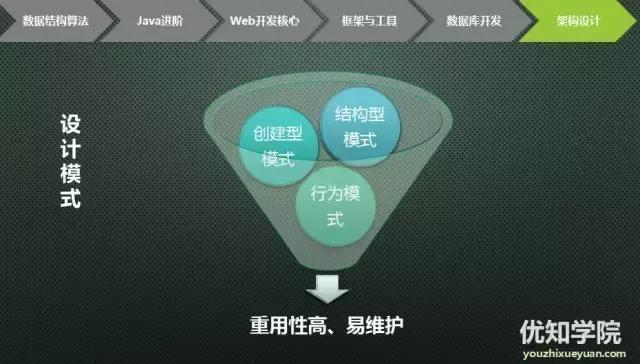 数据结构算法
Java进阶
Web开发核心
框架与工具
数据库开发
架构设计
设计模式
创建型
模式
结构型
模式
行为模
式
重用性高、易维护
优知学院
youzhixueyuan.com